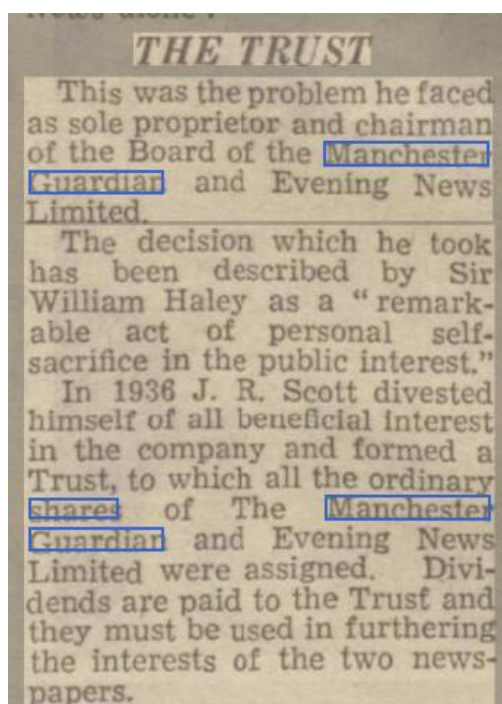 THE TRUST
This was the problem he faced
as sole proprietor and chairman
of the Board of the Manchester
Guardian and Evening News
Limited.
The decision which he took
has been described by Sir
William Haley as a “remark-
able act of personal self-
sacrifice in the public interest.”
In 1936 J. R. Scott divested
himself of all beneficial interest
in the company and formed a
Trust, to which all the ordinary
shares of The Manchester
Guardian and Evening News
Limited were assigned. Divi-
dends are paid to the Trust and
they must be used in furthering
the interests of the two news-
papers.